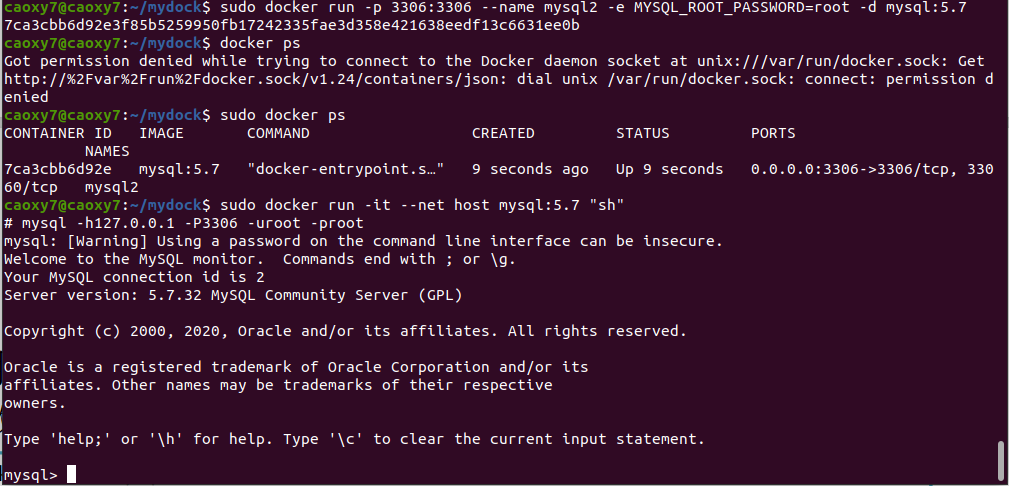 caoxy7@caoxy7:~/mydock$ sudo docker run -p 3306:3306 --name mysql2 -e MYSQL_ROOT_PASSWORD=root -d mysql:5.7
7ca3cbb6d92e3f85b5259950fb17242335fae3d358e421638eedf13c6631ee0b
caoxy7@caoxy7:~/mydock$ docker ps
Got permission denied while trying to connect to the Docker daemon socket at unix:///var/run/docker.sock: Get
http://%2Fvar%2Frun%2Fdocker.sock/v1.24/containers/json: dial unix /var/run/docker.sock: connect: permission d
enied
caoxy7@caoxy7:~/mydock$ sudo docker ps
CONTAINER ID   IMAGE       COMMAND                  CREATED         STATUS         PORTS
         NAMES
7ca3cbb6d92e   mysql:5.7   "docker-entrypoint.s…"   9 seconds ago   Up 9 seconds   0.0.0.0:3306->3306/tcp, 330
60/tcp   mysql2
caoxy7@caoxy7:~/mydock$ sudo docker run -it --net host mysql:5.7 "sh"
# mysql -h127.0.0.1 -P3306 -uroot -proot
mysql: [Warning] Using a password on the command line interface can be insecure.
Welcome to the MySQL monitor.  Commands end with ; or \g.
Your MySQL connection id is 2
Server version: 5.7.32 MySQL Community Server (GPL)
Copyright (c) 2000, 2020, Oracle and/or its affiliates. All rights reserved.
Oracle is a registered trademark of Oracle Corporation and/or its
affiliates. Other names may be trademarks of their respective
owners.
Type 'help;' or '\h' for help. Type '\c' to clear the current input statement.
mysql>